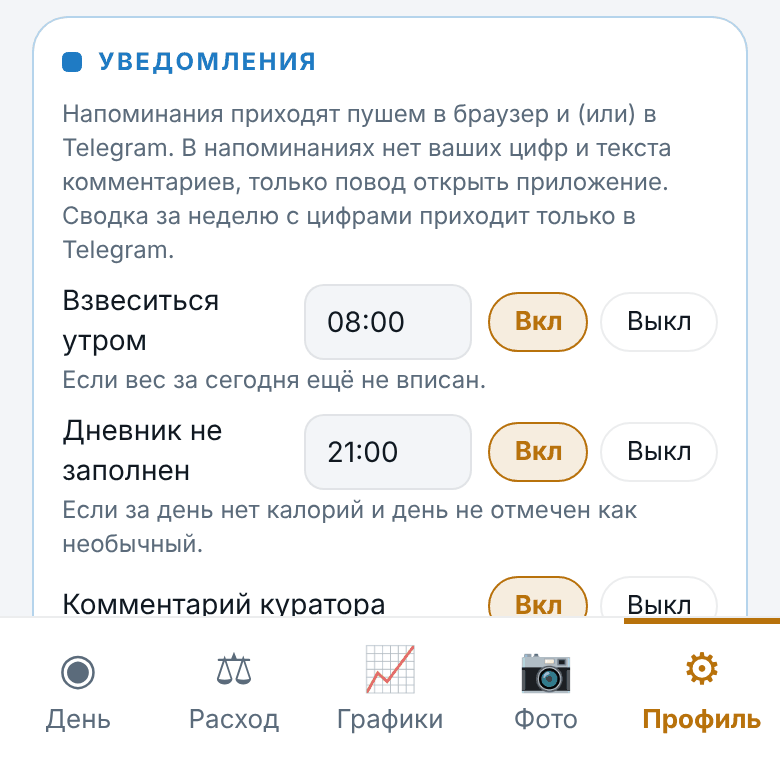 УВЕДОМЛЕНИЯ
Напоминания приходят пушем в браузер и (или) в
Telegram. В напоминаниях нет ваших цифр и текста
комментариев, только повод открыть приложение.
Сводка за неделю с цифрами приходит только в
Telegram.
Взвеситься
утром
08:00
Вкл
Выкл
Если вес за сегодня ещё не вписан.
Дневник не
заполнен
21:00
Вкл
Выкл
Если за день нет калорий и день не отмечен как
необычный.
Комментарий куратора
Вкл
Выкл
День
Расход
Графики
Фото
Профиль